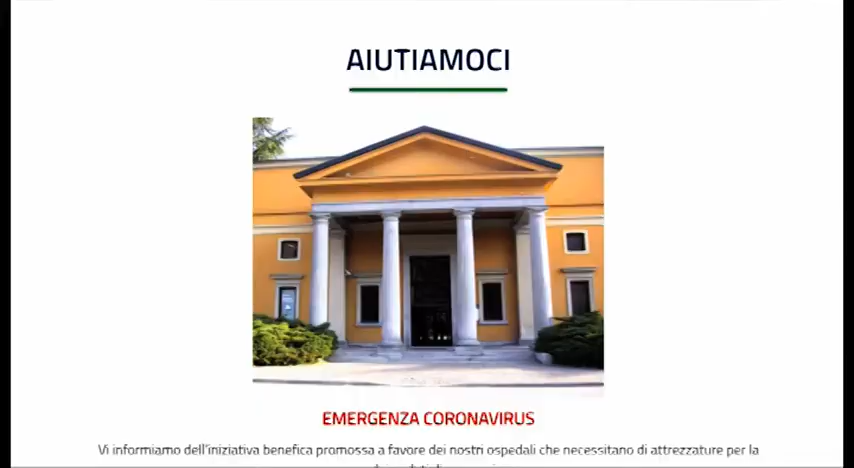 AIUTIAMOCI
EMERGENZA CORONAVIRUS
Vi informiamo dell'iniziativa benefica promossa a favore dei nostri ospedali che necessitano di attrezzature per la